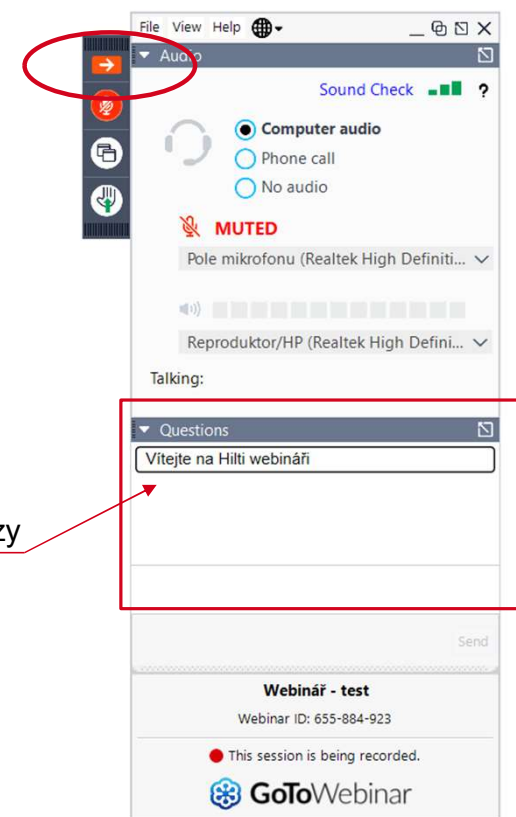 File View Help
Audio
Sound Check ?
Computer audio
Phone call
No audio
MUTED
Pole mikrofonu (Realtek High Definiti...
Reproduktor/HP (Realtek High Defini...
Talking:
Questions
Vítejte na Hilti webináři
zy
Send
Webinář - test
Webinar ID: 655-884-923
This session is being recorded.
GoToWebinar